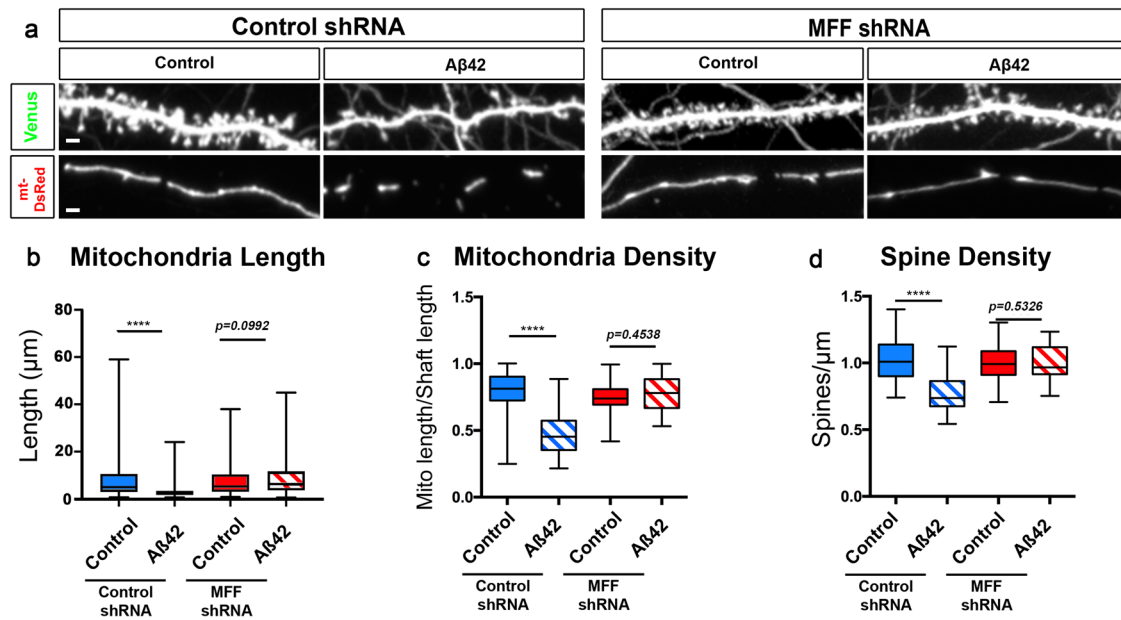 a
Control shRNA
MFF shRNA
Control
Aβ42
Control
Aβ42
Venus
mt-
DsRed
b Mitochondria Length
Length (µm)
80
60
40
20
0
****
p=0.0992
Control
Aβ42
Control
Aβ42
Control
shRNA
MFF
shRNA
c Mitochondria Density
Mito length/Shaft length
1.5
1.0
0.5
0.0
****
p=0.4538
Control
Aβ42
Control
Aβ42
Control
shRNA
MFF
shRNA
d Spine Density
Spines/µm
1.5
1.0
0.5
0.0
****
p=0.5326
Control
Aβ42
Control
Aβ42
Control
shRNA
MFF
shRNA